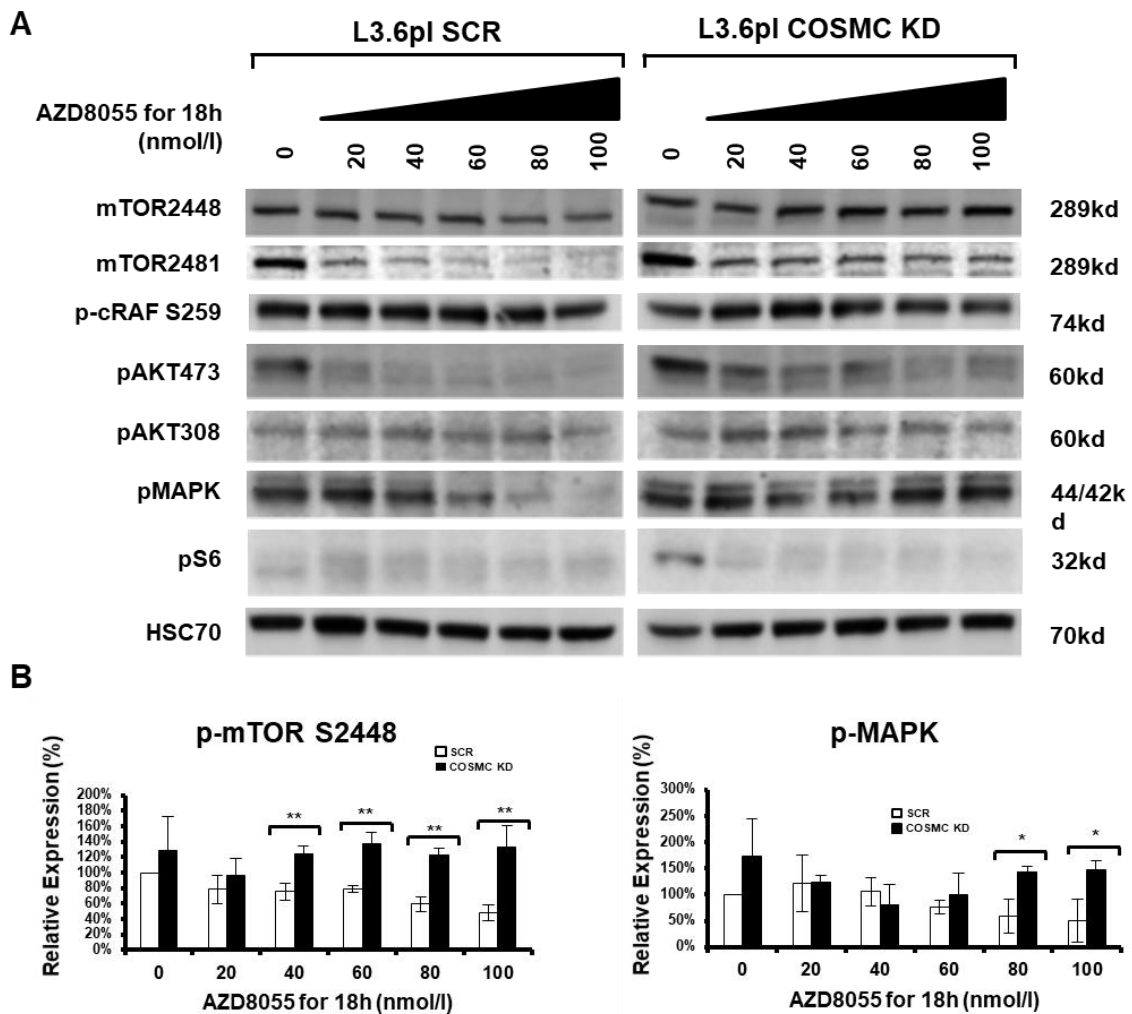 A
L3.6pl SCR
L3.6pl COSMC KD
AZD8055 for 18h
(nmol/l)
0 20 40 60 80 100
0 20 40 60 80 100
mTOR2448 289kd
mTOR2481 289kd
p-cRAF S259 74kd
pAKT473 60kd
pAKT308 60kd
pMAPK 44/42k
d
pS6 32kd
HSC70 70kd
B
p-mTOR S2448
SCR
COSMC KD
Relative Expression (%)
200%
180%
160%
140%
120%
100%
80%
60%
40%
20%
0%
** ** ** **
0 20 40 60 80 100
AZD8055 for 18h (nmol/l)
p-MAPK
SCR
COSMC KD
Relative Expression (%)
300%
250%
200%
150%
100%
50%
0%
* *
0 20 40 60 80 100
AZD8055 for 18h (nmol/l)